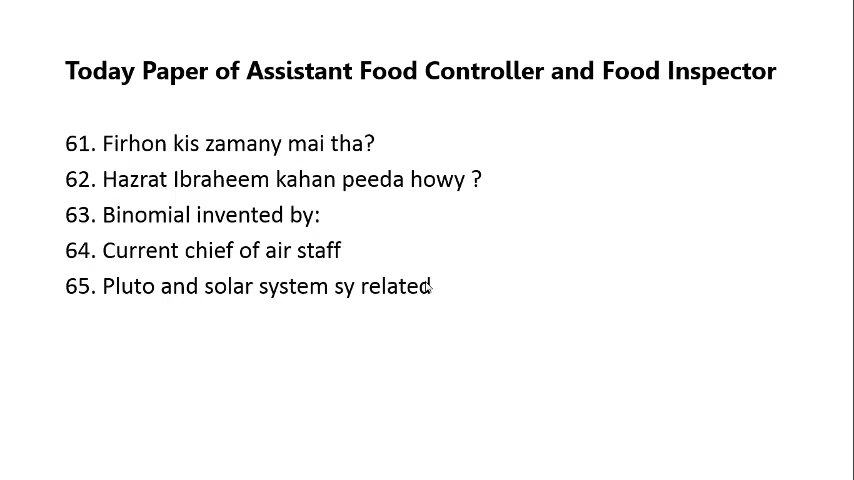 Today Paper of Assistant Food Controller and Food Inspector
61. Firhon kis zamany mai tha?
62. Hazrat Ibraheem kahan peeda howy ?
63. Binomial invented by:
64. Current chief of air staff
65. Pluto and solar system sy related